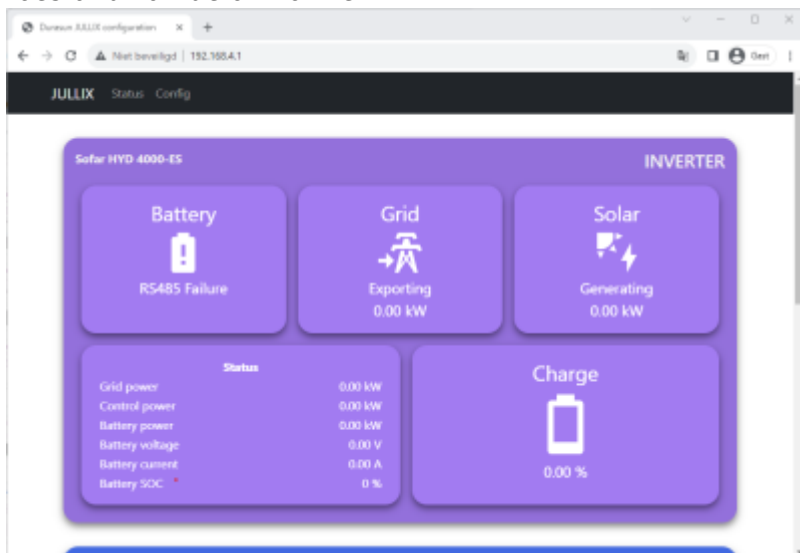 Duracun JULLIX configuration
Niet beveiligd | 192.168.4.1
Gert
JULLIX Status Config
Sofar HYD 4000-ES
INVERTER
Battery
RS485 Failure
Grid
Exporting
0.00 kW
Solar
Generating
0.00 kW
Status
Grid power 0.00 kW
Control power 0.00 kW
Battery power 0.00 kW
Battery voltage 0.00 V
Battery current 0.00 A
Battery SOC * 0 %
Charge
0.00 %